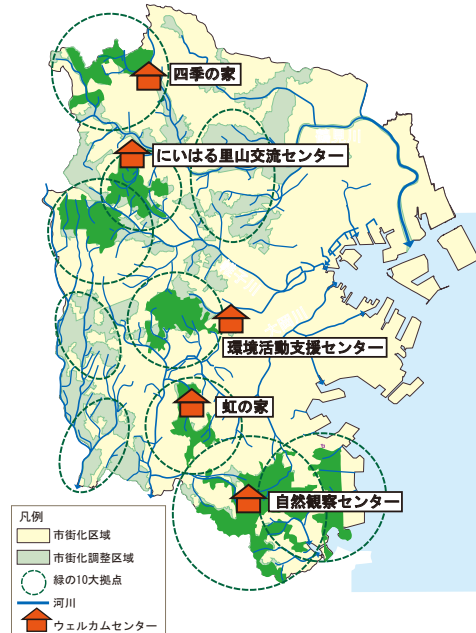 四季の家
にいはる里山交流センター
環境活動支援センター
虹の家
自然観察センター
凡例
市街化区域
市街化調整区域
緑の10大拠点
河川
ウェルカムセンター